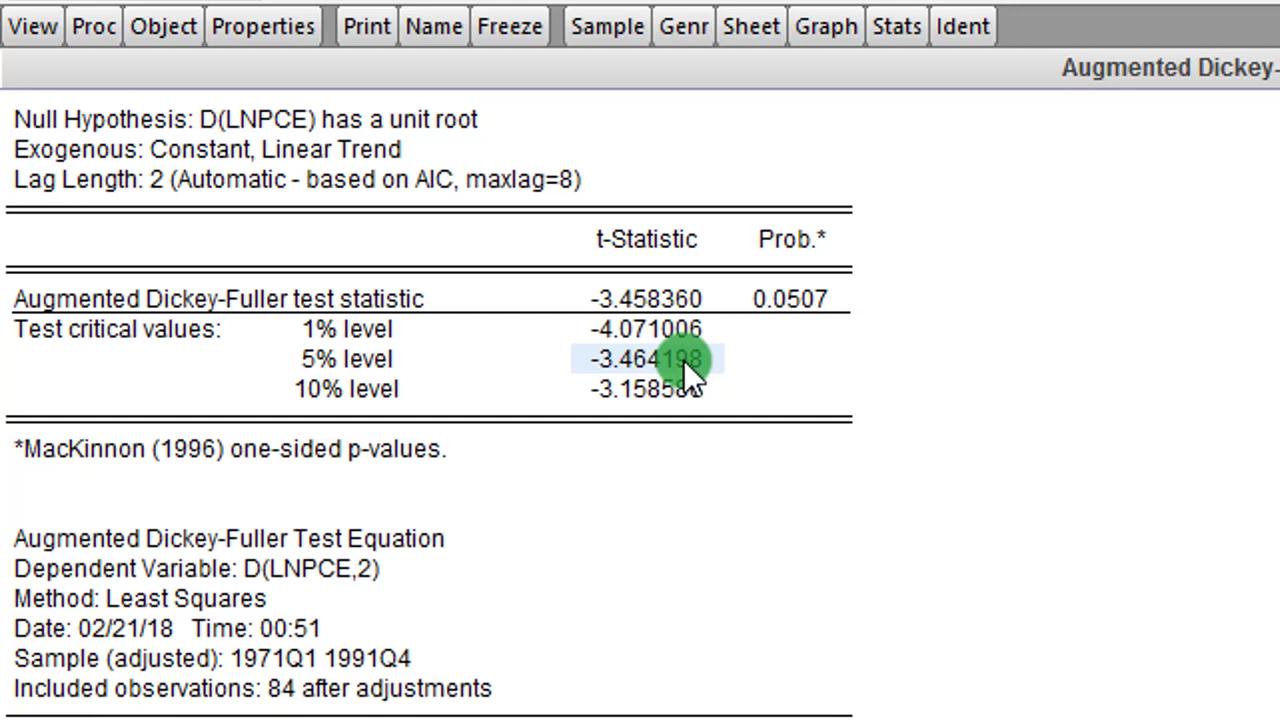 View Proc Object Properties Print Name Freeze Sample Genr Sheet Graph Stats Ident
Augmented Dickey-
Null Hypothesis: D(LNPCE) has a unit root
Exogenous: Constant, Linear Trend
Lag Length: 2 (Automatic - based on AIC, maxlag=8)
t-Statistic Prob.*
Augmented Dickey-Fuller test statistic -3.458360 0.0507
Test critical values: 1% level -4.071006
5% level -3.464198
10% level
*MacKinnon (1996) one-sided p-values.
Augmented Dickey-Fuller Test Equation
Dependent Variable: D(LNPCE,2)
Method: Least Squares
Date: 02/21/18 Time: 00:51
Sample (adjusted): 1971Q1 1991Q4
Included observations: 84 after adjustments